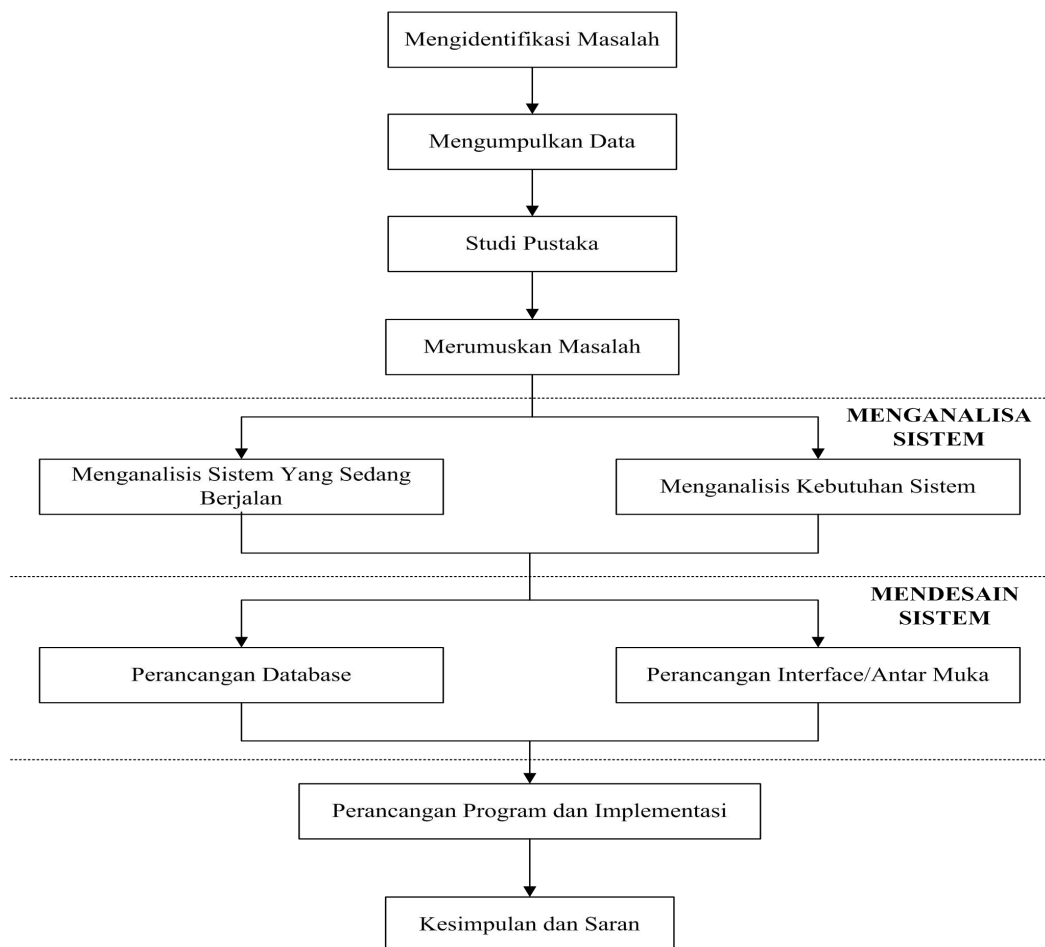 Mengidentifikasi Masalah
Mengumpulkan Data
Studi Pustaka
Merumuskan Masalah
MENGANALISA
SISTEM
Menganalisis Sistem Yang Sedang
Berjalan
Menganalisis Kebutuhan Sistem
MENDESAIN
SISTEM
Perancangan Database
Perancangan Interface/Antar Muka
Perancangan Program dan Implementasi
Kesimpulan dan Saran